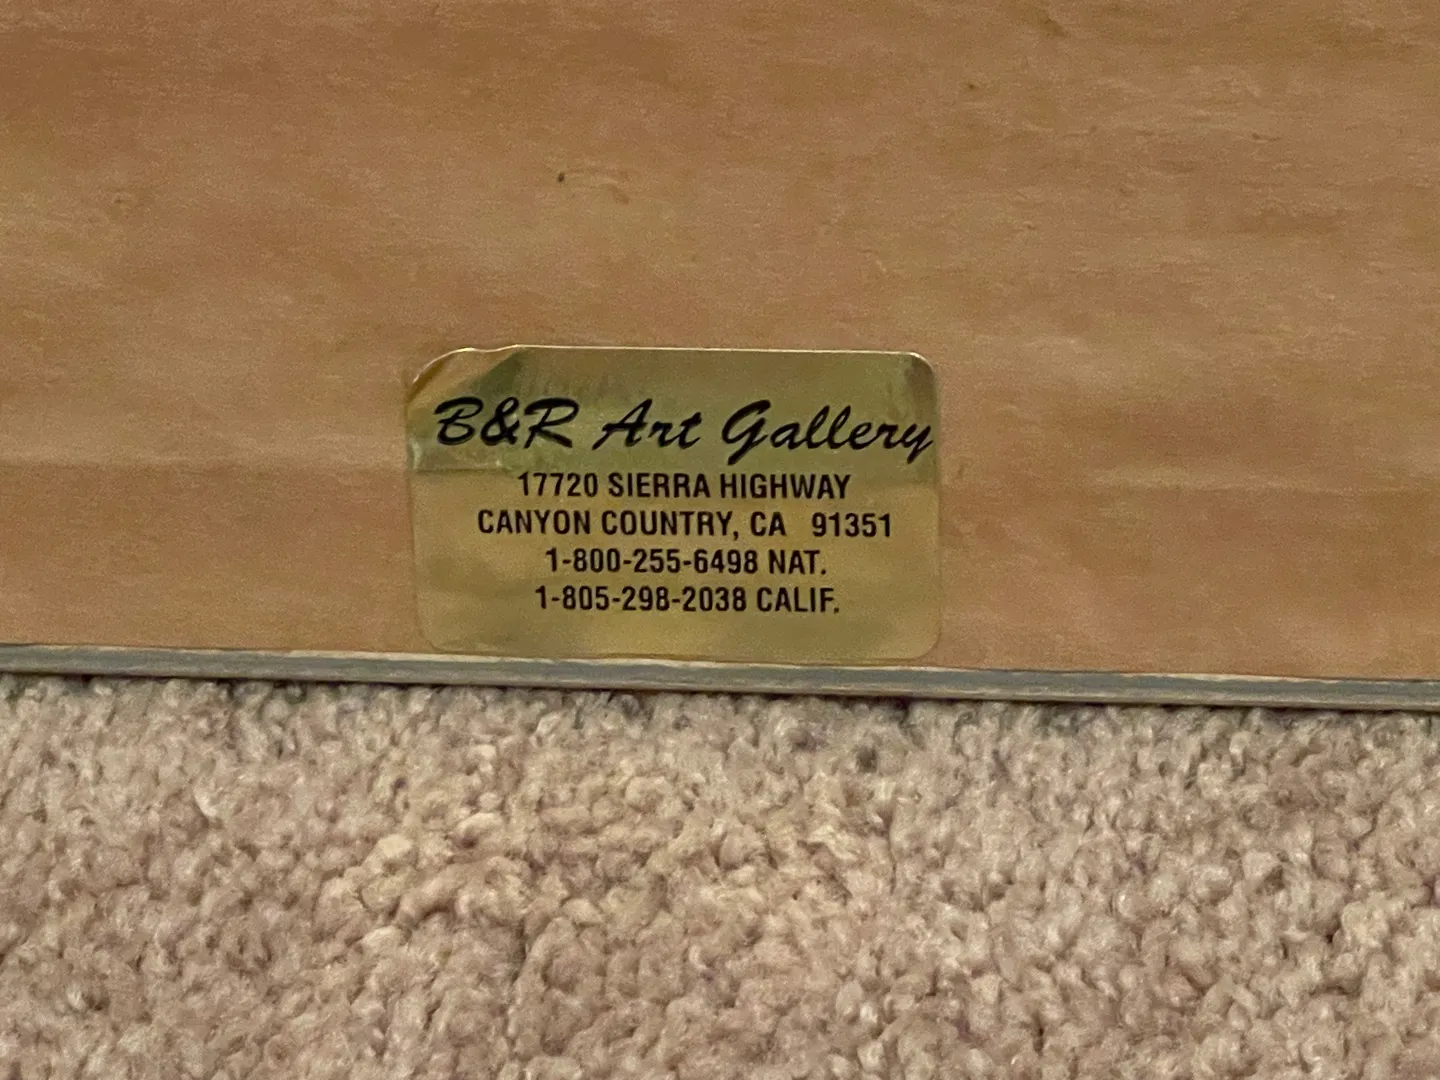 B&R Art Gallery
17720 SIERRA HIGHWAY
CANYON COUNTRY, CA 91351
1-800-255-6498 NAT.
1-805-298-2038 CALIF.